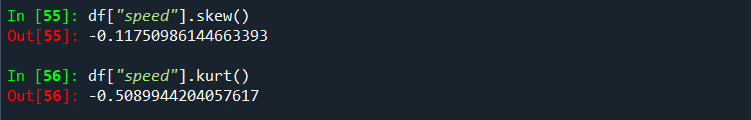 In [55]: df["speed"].skew()
Out[55]: -0.11750986144663393
In [56]: df["speed"].kurt()
Out[56]: -0.5089944204057617